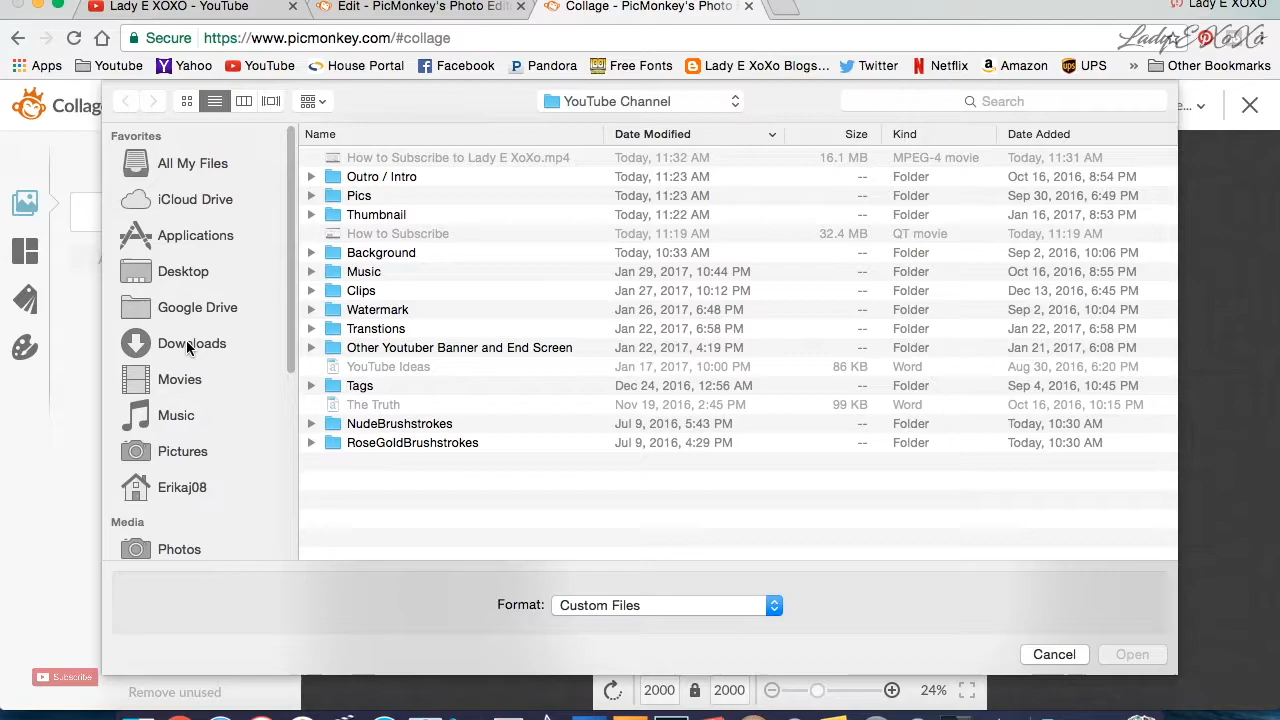 Lady E XOXO - YouTube × Edit - PicMonkey's Photo Edit × Collage - PicMonkey's Photo × Lady E XOXO
Secure https://www.picmonkey.com/#collage Lady E XoXo
Apps Youtube Yahoo YouTube House Portal Facebook Pandora Free Fonts Lady E XoXo Blogs... Twitter Netflix Amazon UPS » Other Bookmarks
Collag YouTube Channel Search e...
Favorites Name Date Modified Size Kind Date Added
All My Files
iCloud Drive
Applications
Desktop
Google Drive
Downloads
Movies
Music
Pictures
Erikaj08
Media
Photos
How to Subscribe to Lady E XoXo.mp4 Today, 11:32 AM 16.1 MB MPEG-4 movie Today, 11:31 AM
Outro / Intro Today, 11:23 AM -- Folder Oct 16, 2016, 8:54 PM
Pics Today, 11:23 AM -- Folder Sep 30, 2016, 6:49 PM
Thumbnail Today, 11:22 AM -- Folder Jan 16, 2017, 8:53 PM
How to Subscribe Today, 11:19 AM 32.4 MB QT movie Today, 11:19 AM
Background Today, 10:33 AM -- Folder Sep 2, 2016, 10:06 PM
Music Jan 29, 2017, 10:44 PM -- Folder Oct 16, 2016, 8:55 PM
Clips Jan 27, 2017, 10:12 PM -- Folder Dec 13, 2016, 6:45 PM
Watermark Jan 26, 2017, 6:48 PM -- Folder Sep 2, 2016, 10:04 PM
Transtions Jan 22, 2017, 6:58 PM -- Folder Jan 22, 2017, 6:58 PM
Other Youtuber Banner and End Screen Jan 22, 2017, 4:19 PM -- Folder Jan 21, 2017, 6:08 PM
YouTube Ideas Jan 17, 2017, 10:00 PM 86 KB Word Aug 30, 2016, 6:20 PM
Tags Dec 24, 2016, 12:56 AM -- Folder Sep 4, 2016, 10:45 PM
The Truth Nov 19, 2016, 2:45 PM 99 KB Word Oct 16, 2016, 10:15 PM
NudeBrushstrokes Jul 9, 2016, 5:43 PM -- Folder Today, 10:30 AM
RoseGoldBrushstrokes Jul 9, 2016, 4:29 PM -- Folder Today, 10:30 AM
Format: Custom Files
Cancel Open
Subscribe
Remove unused 2000 2000 24%